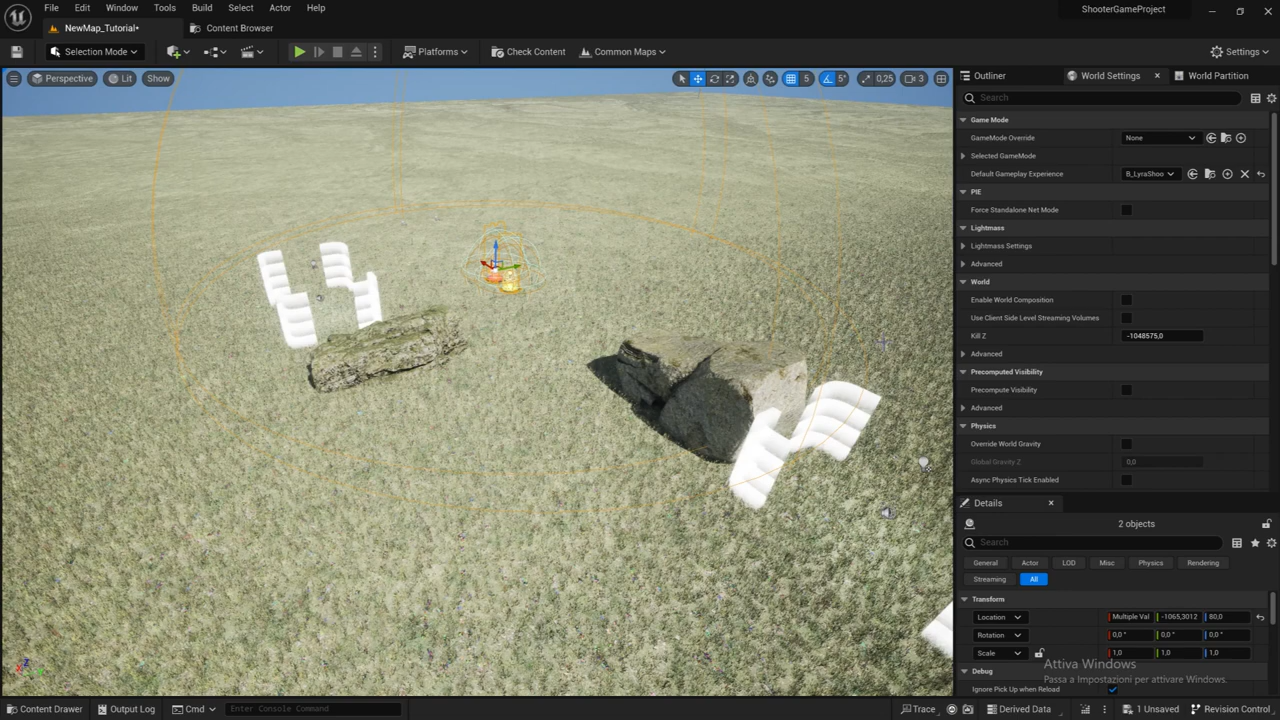 File Edit Window Tools Build Select Actor Help
ShooterGameProject
NewMap_Tutorial•
Content Browser
Selection Mode
Platforms
Check Content
Common Maps
Settings
Perspective
Lit
Show
5
5°
0,25
3
Outliner
World Settings
World Partition
Search
Game Mode
GameMode Override
None
Selected GameMode
Default Gameplay Experience
B_LyraShoo
PIE
Force Standalone Net Mode
Lightmass
Lightmass Settings
Advanced
World
Enable World Composition
Use Client Side Level Streaming Volumes
Kill Z
-1048575,0
Advanced
Precomputed Visibility
Precompute Visibility
Advanced
Physics
Override World Gravity
Global Gravity Z
0,0
Async Physics Tick Enabled
Details
2 objects
Search
General
Actor
LOD
Misc
Physics
Rendering
Streaming
All
Transform
Location
Multiple Val
-1065,3012
80,0
Rotation
0,0 °
0,0 °
0,0 °
Scale
1,0
1,0
1,0
Debug
Ignore Pick Up when Reload
Attiva Windows
Passa a Impostazioni per attivare Windows.
Content Drawer
Output Log
Cmd
Enter Console Command
Trace
Derived Data
1 Unsaved
Revision Control